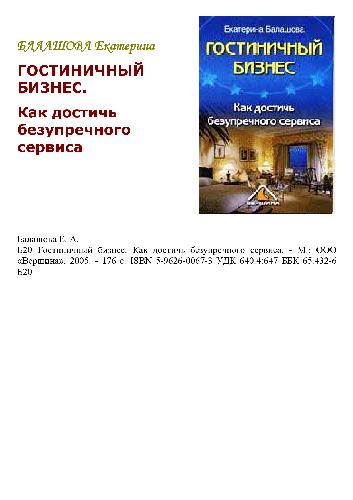 БАЛАШОВА Екатерина
ГОСТИНИЧНЫЙ
БИЗНЕС.
Как достичь
безупречного
сервиса
Екатерина Балашова
ГОСТИНИЧНЫЙ
БИЗНЕС
Как достичь
безупречного сервиса
ВЕРШИНА
Балашова Е. А.
Б20 Гостиничный бизнес. Как достичь безупречного сервиса. - М.: ООО
«Вершина», 2005. - 176 с. ISBN 5-9626-0067-3 УДК 640.4:647 ББК 65.432-6
Б20